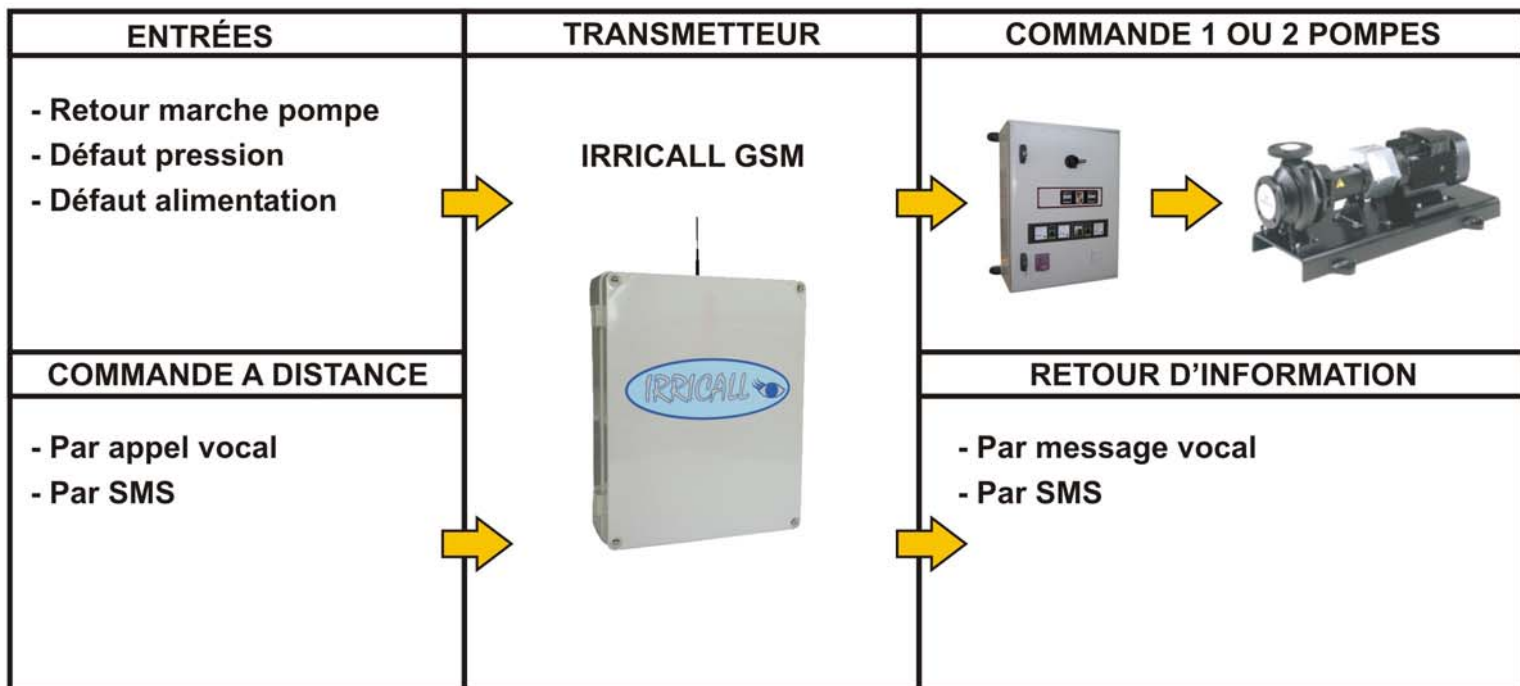 ENTRÉES
- Retour marche pompe
- Défaut pression
- Défaut alimentation
COMMANDE A DISTANCE
- Par appel vocal
- Par SMS
TRANSMETTEUR
IRRICALL GSM
IRRICALL
COMMANDE 1 OU 2 POMPES
RETOUR D'INFORMATION
- Par message vocal
- Par SMS